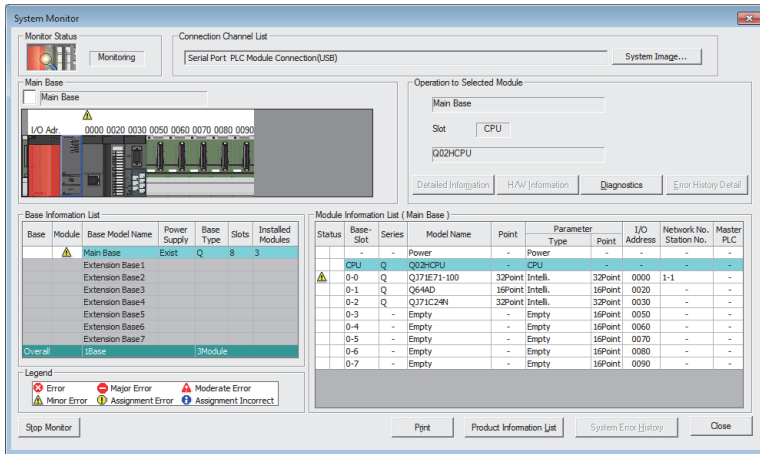 System Monitor
Monitor Status
Monitoring
Connection Channel List
Serial Port PLC Module Connection(USB)
System Image...
Main Base
Main Base
I/O Adr. 0000 0020 0030 0050 0060 0070 0080 0090
Operation to Selected Module
Main Base
Slot CPU
Q02HCPU
Detailed Information H/W Information Diagnostics Error History Detail
Base Information List
Base Module Base Model Name Power Supply Base Type Slots Installed Modules
Main Base Exist Q 8 3
Extension Base1
Extension Base2
Extension Base3
Extension Base4
Extension Base5
Extension Base6
Extension Base7
Overall 1Base 3Module
Legend
Error Major Error Moderate Error
Minor Error Assignment Error Assignment Incorrect
Module Information List ( Main Base )
Status Base-Slot Series Model Name Point Parameter Type Point I/O Address Network No. Station No. Master PLC
- - Power - Power - - - -
CPU Q Q02HCPU - CPU - - - -
0-0 Q QJ71E71-100 32Point Intelli. 32Point 0000 1-1 -
0-1 Q Q64AD 16Point Intelli. 16Point 0020 - -
0-2 Q QJ71C24N 32Point Intelli. 32Point 0030 - -
0-3 - Empty - Empty 16Point 0050 - -
0-4 - Empty - Empty 16Point 0060 - -
0-5 - Empty - Empty 16Point 0070 - -
0-6 - Empty - Empty 16Point 0080 - -
0-7 - Empty - Empty 16Point 0090 - -
Stop Monitor Print Product Information List System Error History Close